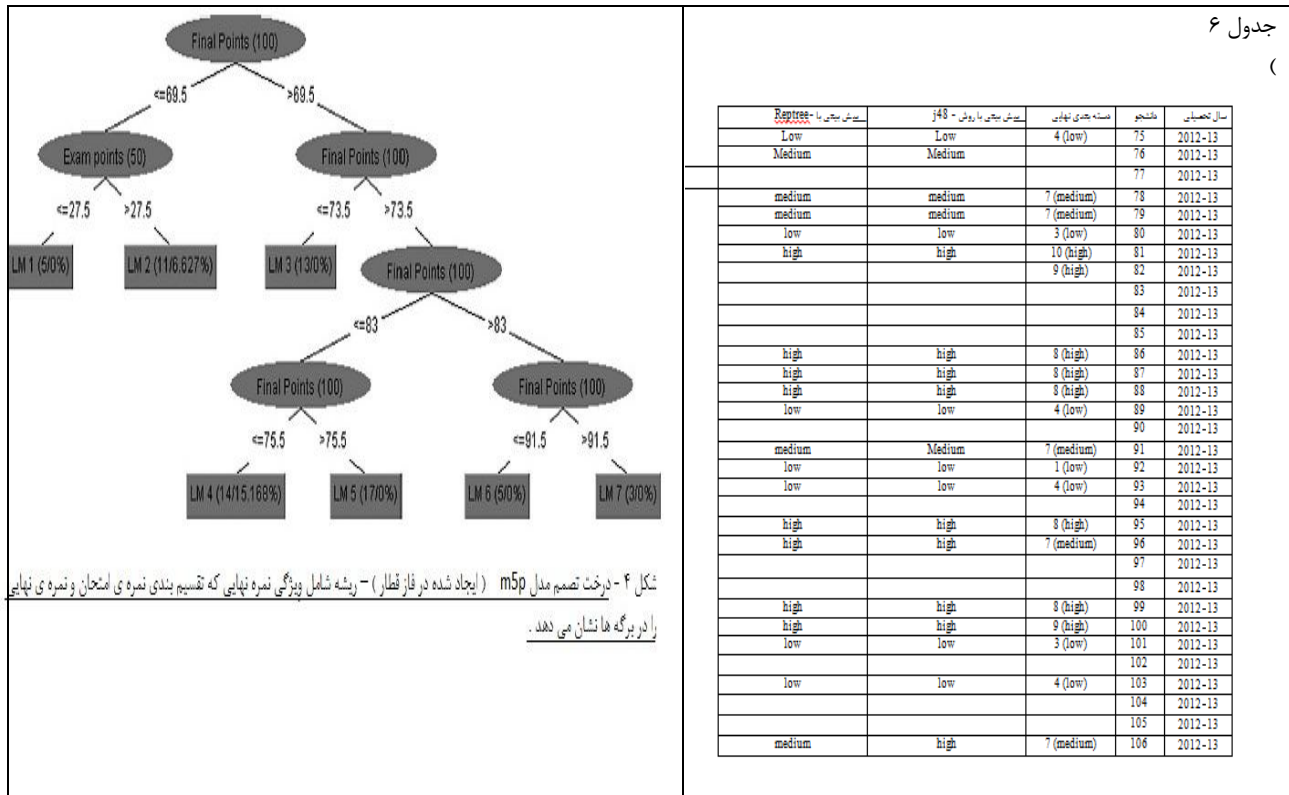 Final Points (100)
<=69.5 >69.5
Exam points (50) Final Points (100)
<=27.5 >27.5 <=73.5 >73.5
LM 1 (5/0%) LM 2 (11/6.627%) LM 3 (13/0%) Final Points (100)
<=83 >83
Final Points (100) Final Points (100)
<=75.5 >75.5 <=91.5 >91.5
LM 4 (14/15.168%) LM 5 (17/0%) LM 6 (5/0%) LM 7 (3/0%)
شکل ۴ - درخت تصمم مدل m5p ( ایجاد شده در فاز قطار ) – ریشه شامل ویژگی نمره نهایی که تقسیم بندی نمره ی امتحان و نمره ی نهایی
را در برگه ها نشان می دهد .
جدول ۶
)
پیش بینی با -Reptree پیش بینی با روش - j48 دسته بندی نهایی دانشجو سال تحصیلی
Low Low 4 (low) 75 2012-13
Medium Medium 76 2012-13
77 2012-13
medium medium 7 (medium) 78 2012-13
medium medium 7 (medium) 79 2012-13
low low 3 (low) 80 2012-13
high high 10 (high) 81 2012-13
9 (high) 82 2012-13
83 2012-13
84 2012-13
85 2012-13
high high 8 (high) 86 2012-13
high high 8 (high) 87 2012-13
high high 8 (high) 88 2012-13
low low 4 (low) 89 2012-13
90 2012-13
medium Medium 7 (medium) 91 2012-13
low low 1 (low) 92 2012-13
low low 4 (low) 93 2012-13
94 2012-13
high high 8 (high) 95 2012-13
high high 7 (medium) 96 2012-13
97 2012-13
98 2012-13
high high 8 (high) 99 2012-13
high high 9 (high) 100 2012-13
low low 3 (low) 101 2012-13
102 2012-13
low low 4 (low) 103 2012-13
104 2012-13
105 2012-13
medium high 7 (medium) 106 2012-13